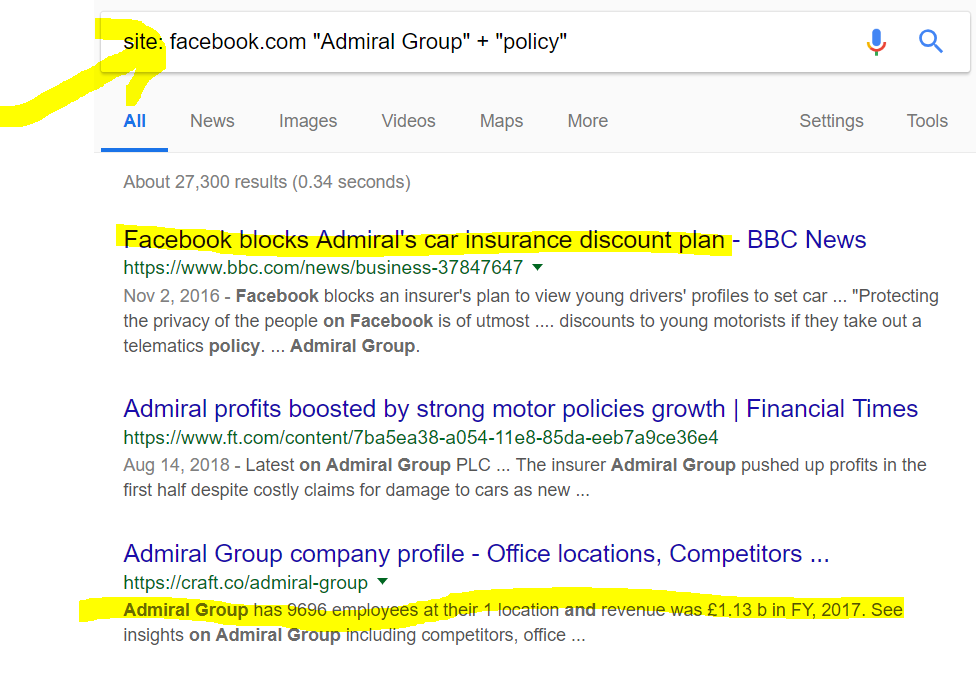 site: facebook.com "Admiral Group" + "policy"
All News Images Videos Maps More Settings Tools
About 27,300 results (0.34 seconds)
Facebook blocks Admiral's car insurance discount plan - BBC News
https://www.bbc.com/news/business-37847647
Nov 2, 2016 - Facebook blocks an insurer's plan to view young drivers' profiles to set car ... "Protecting
the privacy of the people on Facebook is of utmost .... discounts to young motorists if they take out a
telematics policy. ... Admiral Group.
Admiral profits boosted by strong motor policies growth | Financial Times
https://www.ft.com/content/7ba5ea38-a054-11e8-85da-eeb7a9ce36e4
Aug 14, 2018 - Latest on Admiral Group PLC ... The insurer Admiral Group pushed up profits in the
first half despite costly claims for damage to cars as new ...
Admiral Group company profile - Office locations, Competitors ...
https://craft.co/admiral-group
Admiral Group has 9696 employees at their 1 location and revenue was £1.13 b in FY, 2017. See
insights on Admiral Group including competitors, office ...